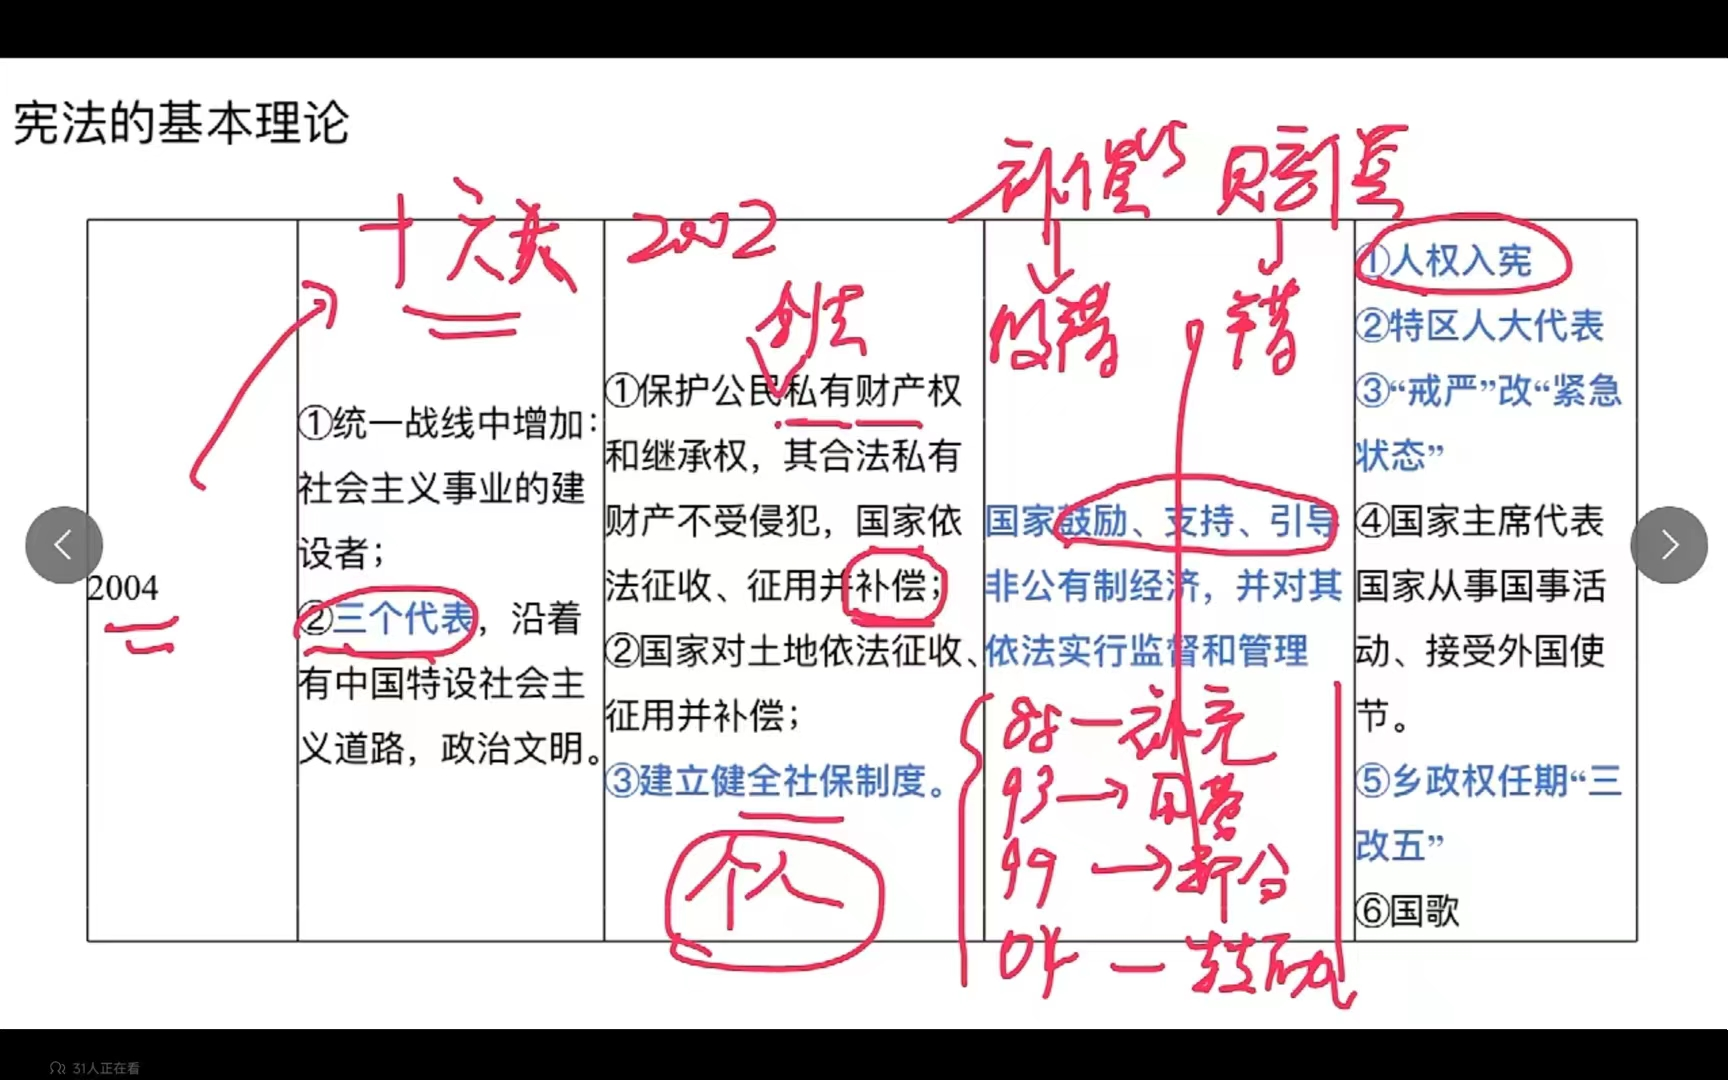 宪法的基本理论
补偿 VS 赔偿
十六大 2002
合法
没错 有错
2004
①统一战线中增加：
社会主义事业的建
设者；
②三个代表，沿着
有中国特设社会主
义道路，政治文明。
①保护公民私有财产权
和继承权，其合法私有
财产不受侵犯，国家依
法征收、征用并补偿；
②国家对土地依法征收、
征用并补偿；
③建立健全社保制度。
个人
国家鼓励、支持、引导
非公有制经济，并对其
依法实行监督和管理
88—补充
93→
99→部分
04—鼓励
①人权入宪
②特区人大代表
③“戒严”改“紧急
状态”
④国家主席代表
国家从事国事活
动、接受外国使
节。
⑤乡政权任期“三
改五”
⑥国歌
31人正在看